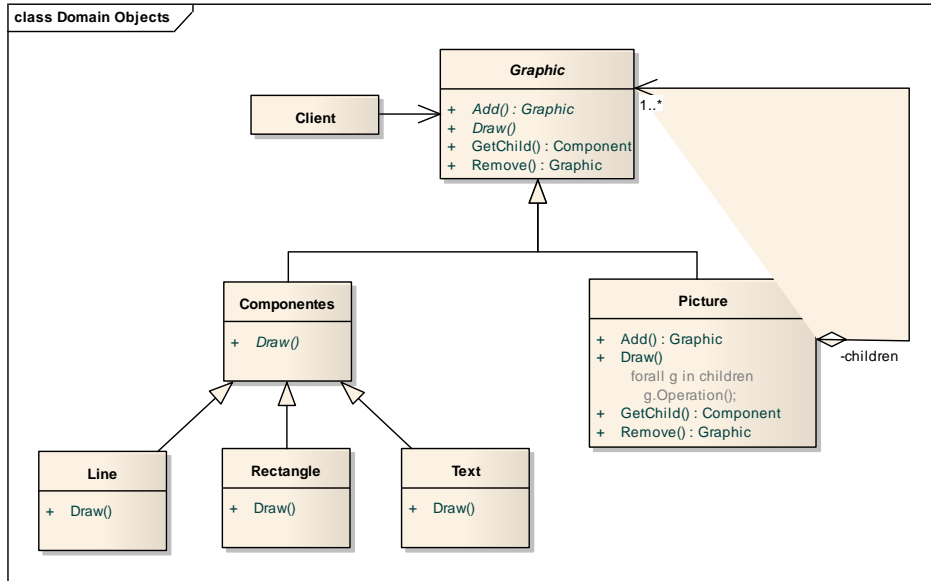 class Domain Objects
Graphic
+ Add() : Graphic
+ Draw()
+ GetChild() : Component
+ Remove() : Graphic
1..*
Client
Componentes
+ Draw()
Picture
+ Add() : Graphic
+ Draw()
forall g in children
g.Operation();
+ GetChild() : Component
+ Remove() : Graphic
-children
Line
+ Draw()
Rectangle
+ Draw()
Text
+ Draw()